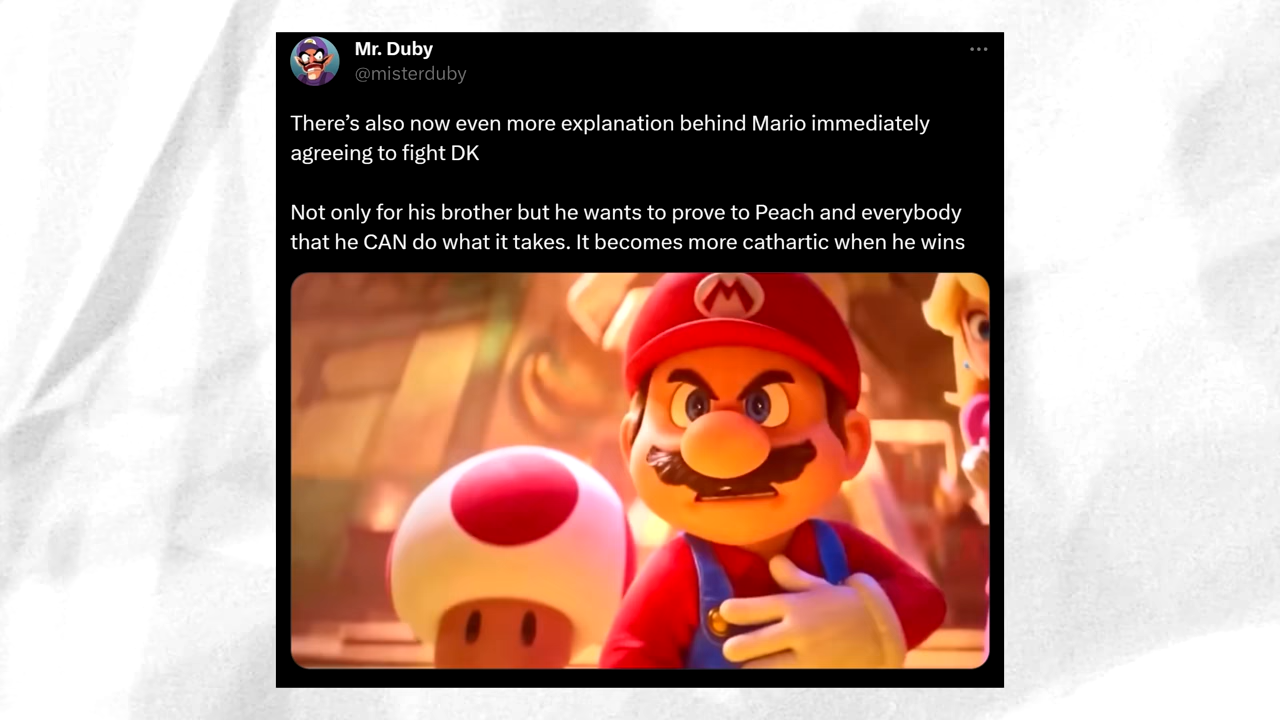 Mr. Duby
@misterduby
There’s also now even more explanation behind Mario immediately
agreeing to fight DK
Not only for his brother but he wants to prove to Peach and everybody
that he CAN do what it takes. It becomes more cathartic when he wins
M